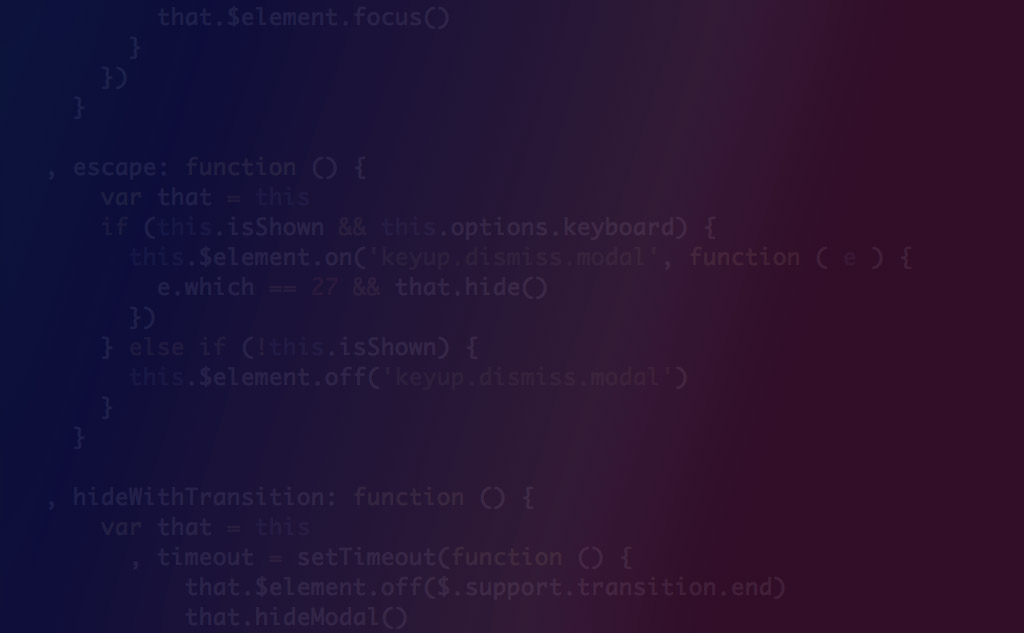 that.$element.focus()
}
})
}
, escape: function () {
var that = this
if (this.isShown && this.options.keyboard) {
this.$element.on('keyup.dismiss.modal', function ( e ) {
e.which == 27 && that.hide()
})
} else if (!this.isShown) {
this.$element.off('keyup.dismiss.modal')
}
}
, hideWithTransition: function () {
var that = this
, timeout = setTimeout(function () {
that.$element.off($.support.transition.end)
that.hideModal()